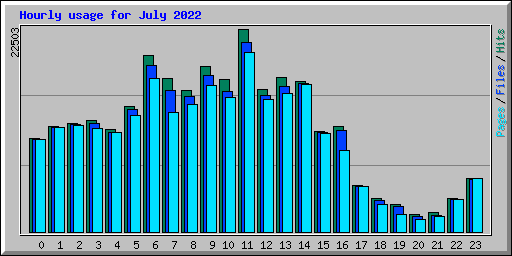 Hourly usage for July 2022
22503
Pages / Files / Hits
0 1 2 3 4 5 6 7 8 9 10 11 12 13 14 15 16 17 18 19 20 21 22 23